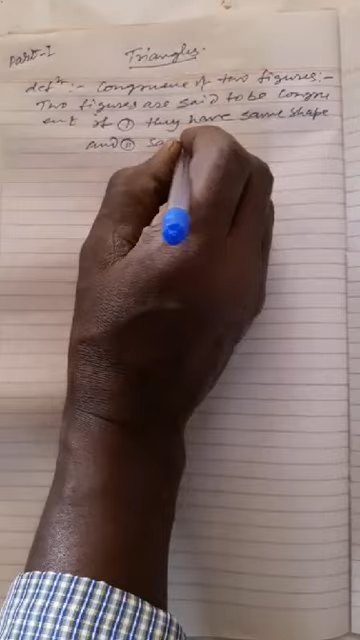 Part-I
Triangles.
defn:- Congruence of two figures:-
Two figures are said to be congru
ent if (i) they have same shape
and (ii) sa